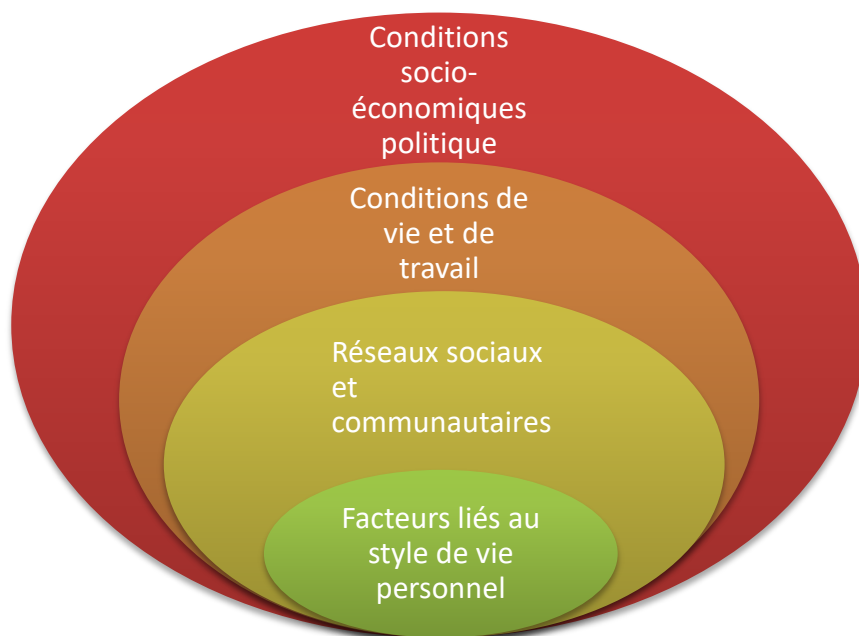 Conditions
socio-
économiques
politique
Conditions de
vie et de
travail
Réseaux sociaux
et
communautaires
Facteurs liés au
style de vie
personnel